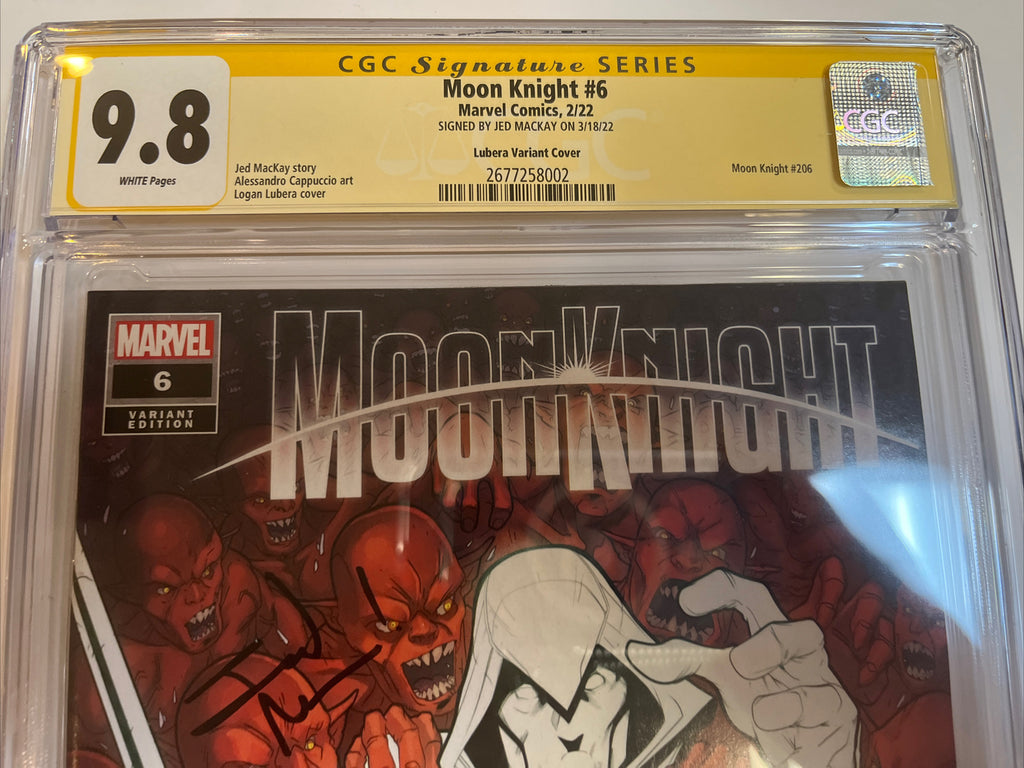 CGC Signature SERIES
Moon Knight #6
Marvel Comics, 2/22
SIGNED BY JED MACKAY ON 3/18/22
Lubera Variant Cover
2677258002
9.8
WHITE Pages
Jed MacKay story
Alessandro Cappuccio art
Logan Lubera cover
Moon Knight #206
CGC
MARVEL
6
VARIANT
EDITION
MOON KNIGHT